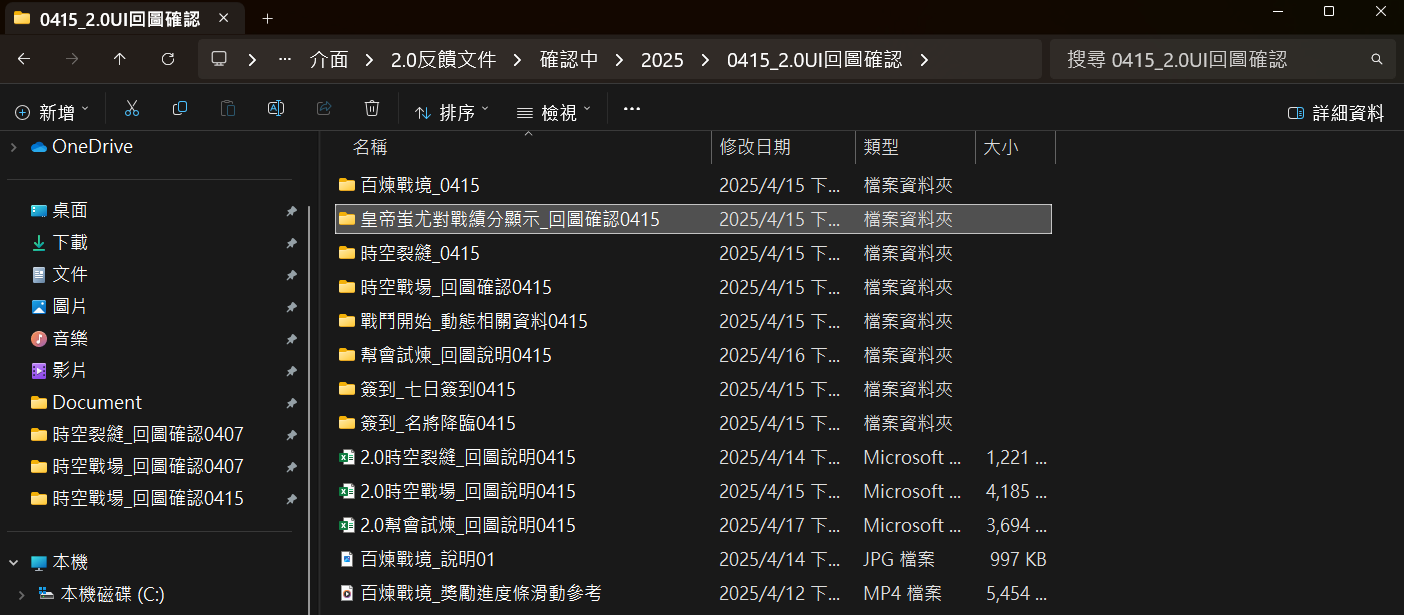 0415_2.0UI回圖確認
介面 > 2.0反饋文件 > 確認中 > 2025 > 0415_2.0UI回圖確認 >
搜尋 0415_2.0UI回圖確認
新增
排序
檢視
詳細資料
OneDrive
桌面
下載
文件
圖片
音樂
影片
Document
時空裂縫_回圖確認0407
時空戰場_回圖確認0407
時空戰場_回圖確認0415
本機
本機磁碟 (C:)
名稱 修改日期 類型 大小
百煉戰境_0415 2025/4/15 下... 檔案資料夾
皇帝蚩尤對戰績分顯示_回圖確認0415 2025/4/15 下... 檔案資料夾
時空裂縫_0415 2025/4/15 下... 檔案資料夾
時空戰場_回圖確認0415 2025/4/15 下... 檔案資料夾
戰鬥開始_動態相關資料0415 2025/4/15 下... 檔案資料夾
幫會試煉_回圖說明0415 2025/4/16 下... 檔案資料夾
簽到_七日簽到0415 2025/4/15 下... 檔案資料夾
簽到_名將降臨0415 2025/4/15 下... 檔案資料夾
2.0時空裂縫_回圖說明0415 2025/4/14 下... Microsoft ... 1,221 ...
2.0時空戰場_回圖說明0415 2025/4/15 下... Microsoft ... 4,185 ...
2.0幫會試煉_回圖說明0415 2025/4/17 下... Microsoft ... 3,694 ...
百煉戰境_說明01 2025/4/14 下... JPG 檔案 997 KB
百煉戰境_獎勵進度條滑動參考 2025/4/12 下... MP4 檔案 5,454 ...